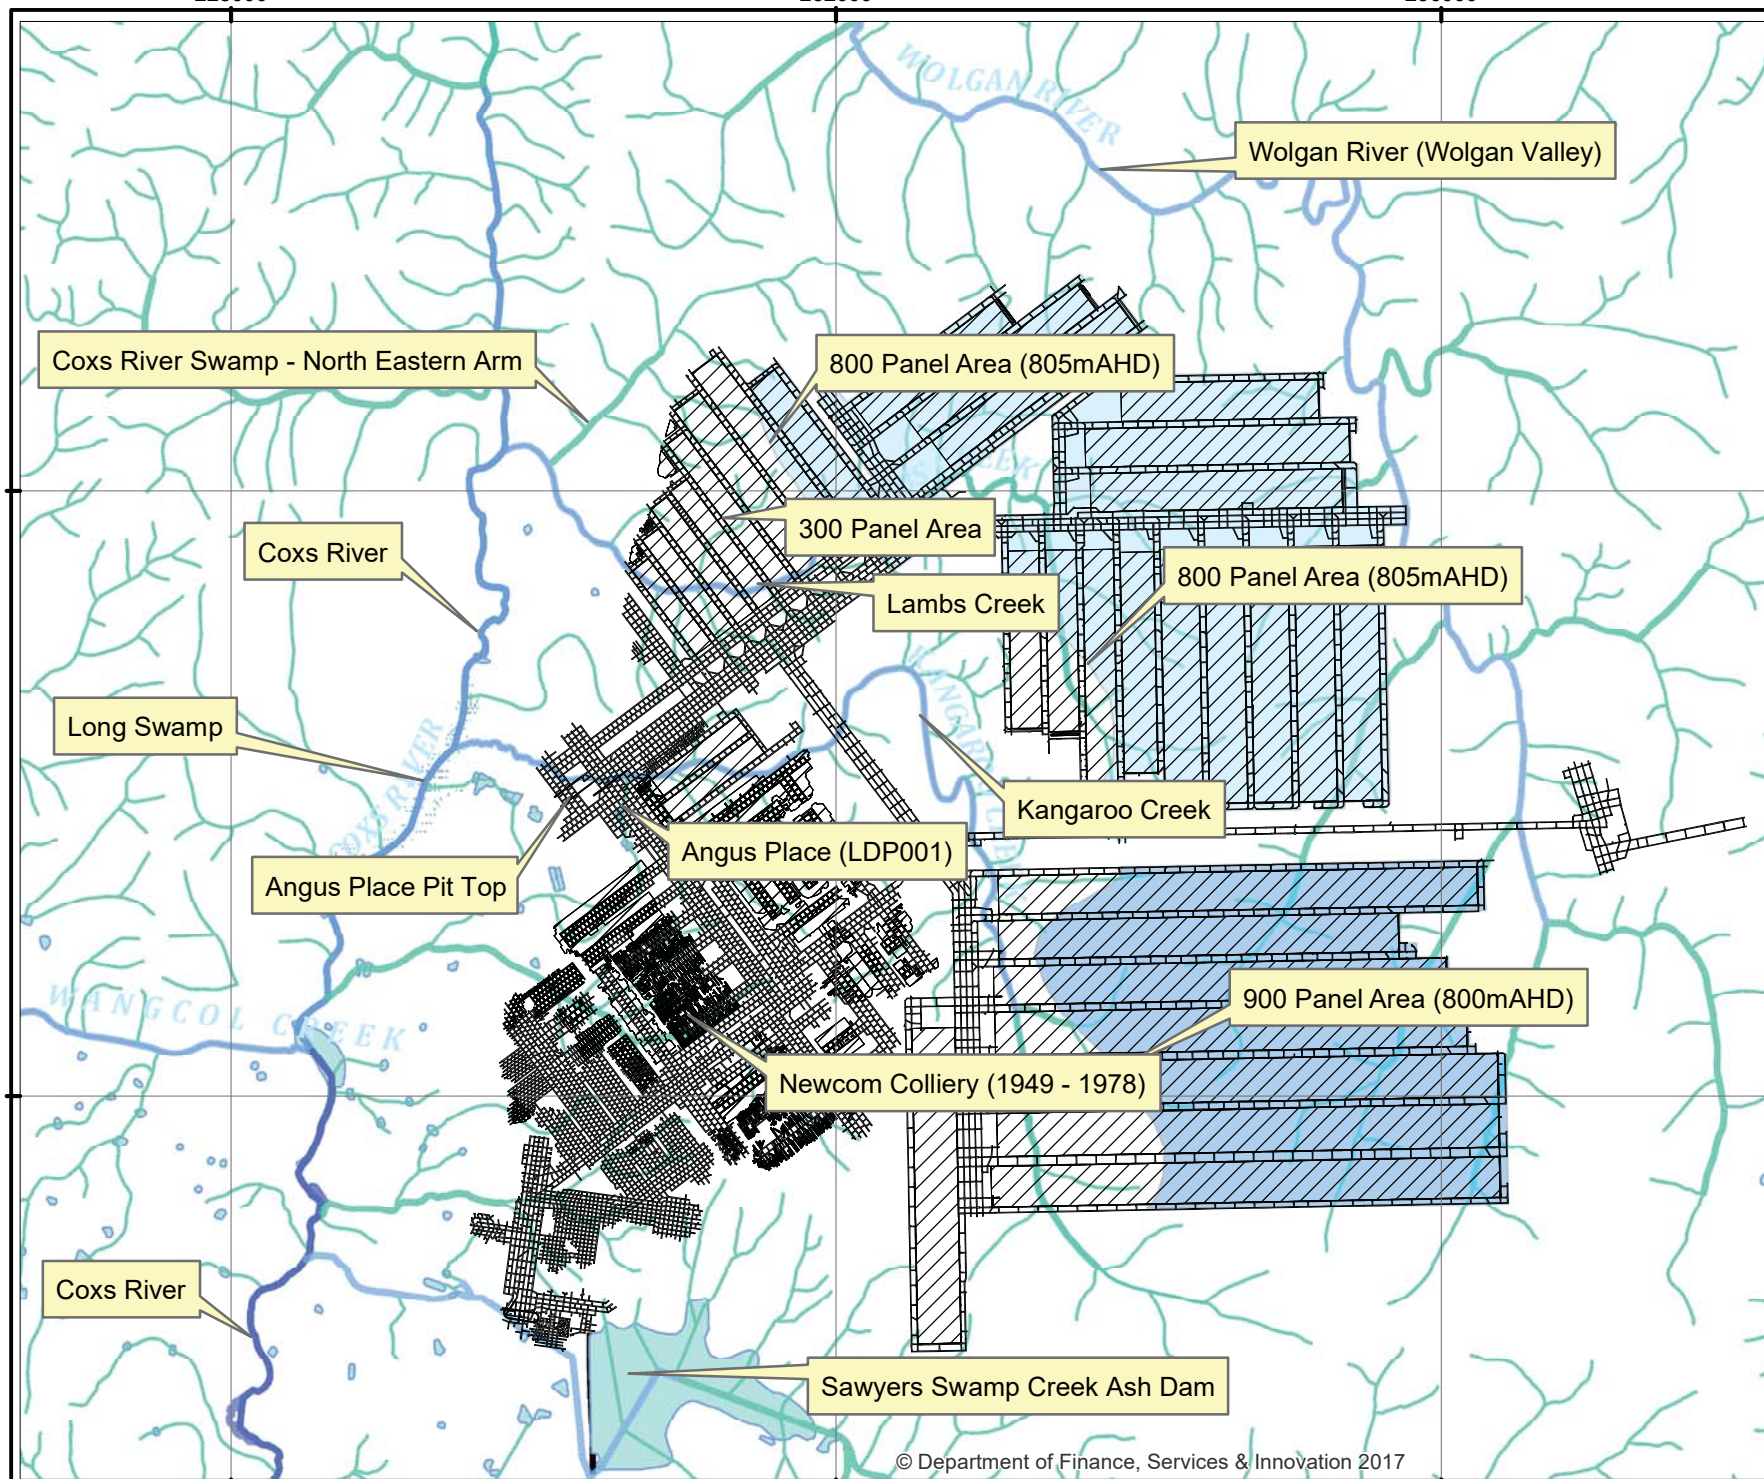 WOLGAN RIVER
Wolgan River (Wolgan Valley)
Coxs River Swamp - North Eastern Arm
800 Panel Area (805mAHD)
300 Panel Area
Coxs River
800 Panel Area (805mAHD)
Lambs Creek
Long Swamp
COXS RIVER
Kangaroo Creek
Angus Place (LDP001)
Angus Place Pit Top
WANGCOL CREEK
900 Panel Area (800mAHD)
Newcom Colliery (1949 - 1978)
Coxs River
Sawyers Swamp Creek Ash Dam
© Department of Finance, Services & Innovation 2017